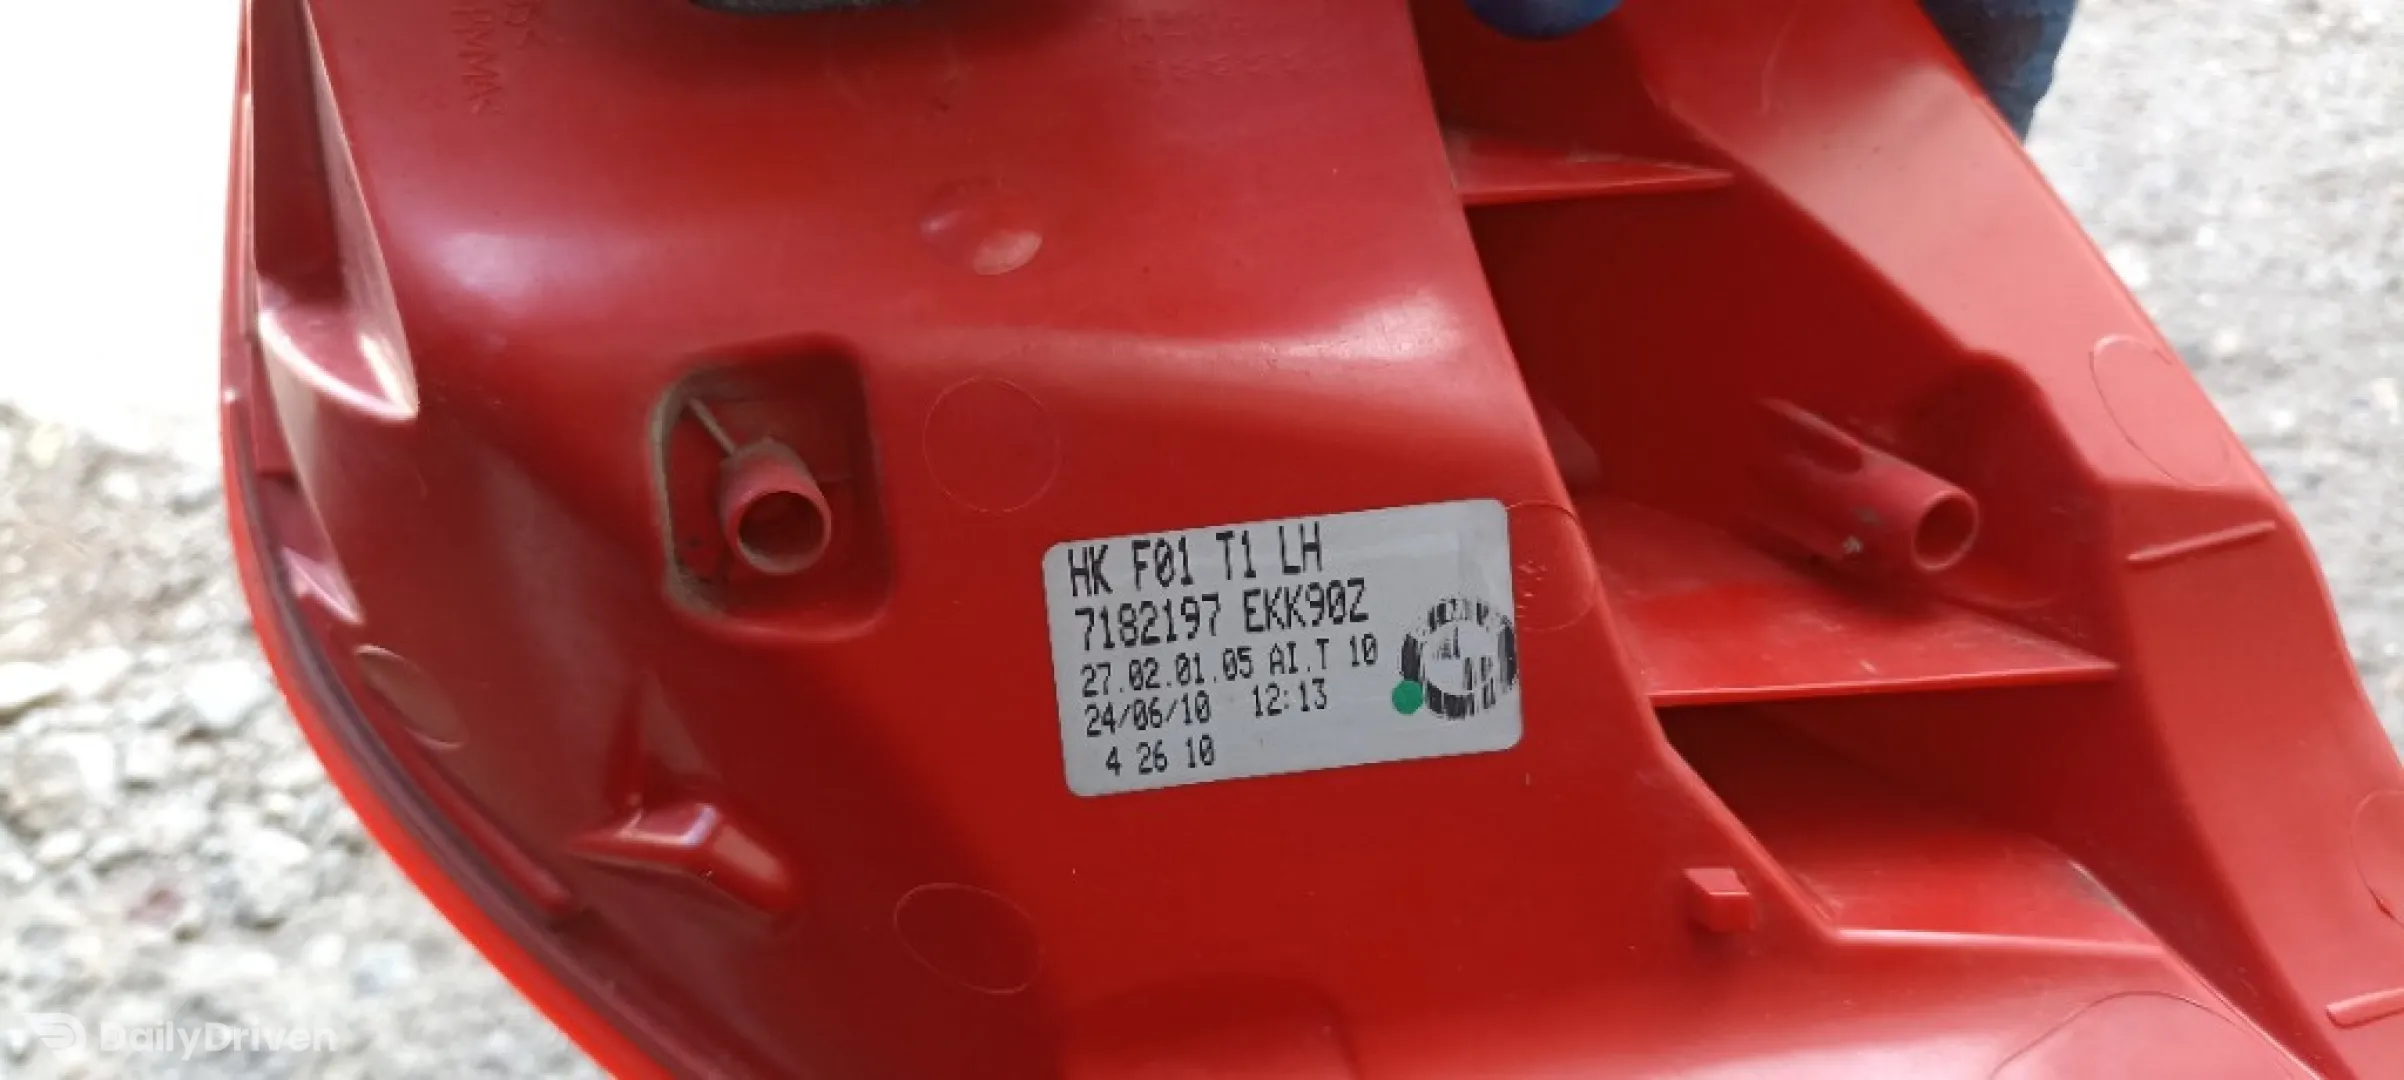 HK F01 T1 LH
7182197 EKK90Z
27.02.01.05 AI.T 10
24/06/10 12:13
4 26 10
DailyDriven